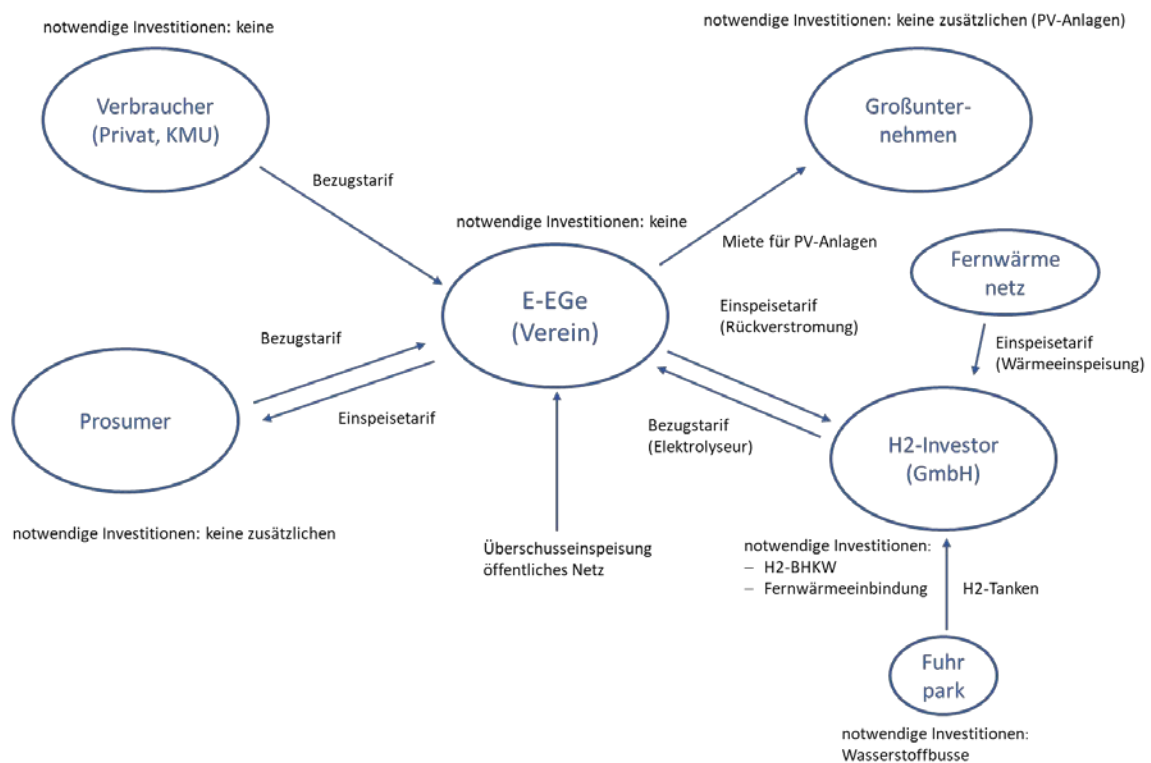 notwendige Investitionen: keine
notwendige Investitionen: keine zusätzlichen (PV-Anlagen)
Verbraucher
(Privat, KMU)
Großunter-
nehmen
Bezugstarif
notwendige Investitionen: keine
Miete für PV-Anlagen
Fernwärme
netz
E-EGe
(Verein)
Einspeisetarif
(Rückverstromung)
Bezugstarif
Einspeisetarif
(Wärmeeinspeisung)
Prosumer
Einspeisetarif
Bezugstarif
(Elektrolyseur)
H2-Investor
(GmbH)
notwendige Investitionen: keine zusätzlichen
Überschusseinspeisung
öffentliches Netz
notwendige Investitionen:
– H2-BHKW
– Fernwärmeeinbindung
H2-Tanken
Fuhr
park
notwendige Investitionen:
Wasserstoffbusse